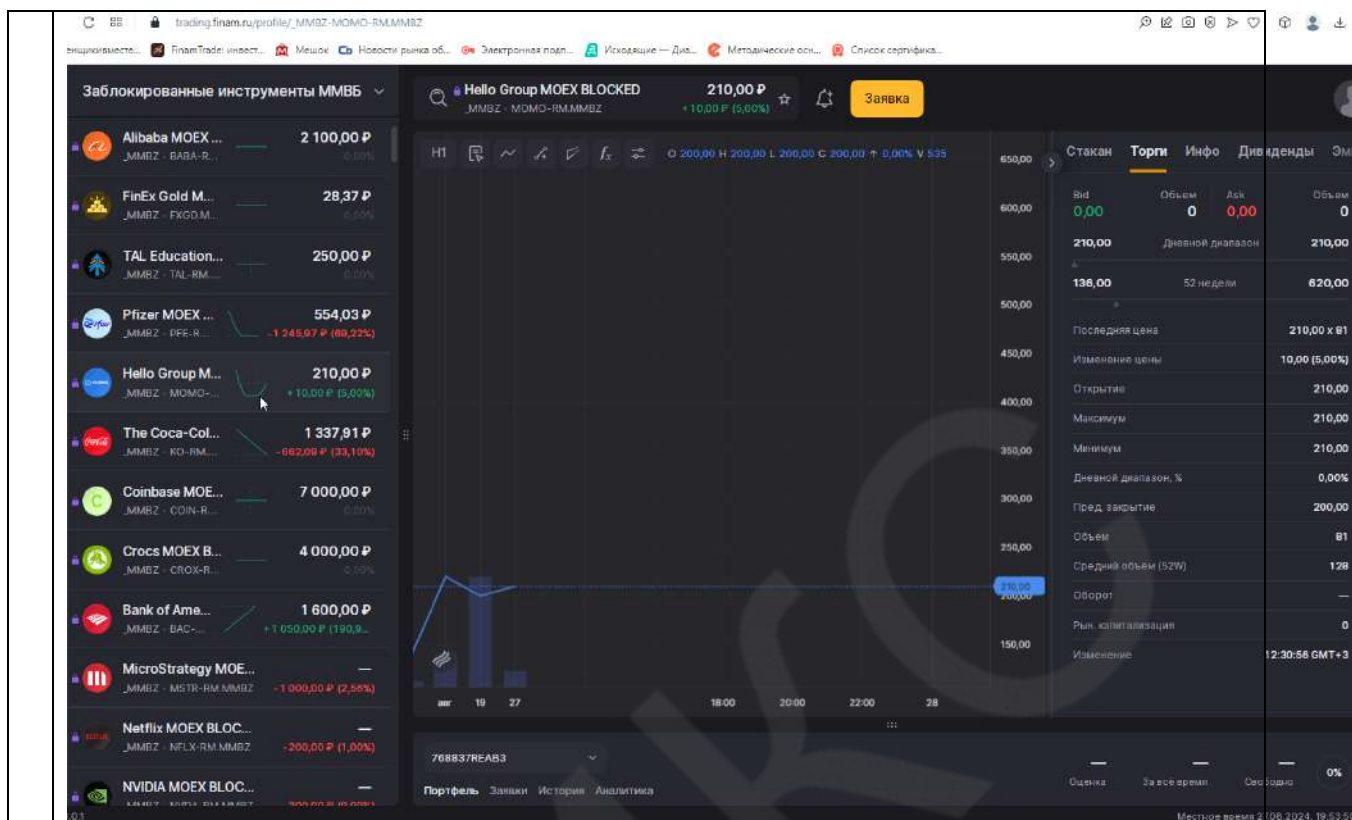 trading.finam.ru/profile/_MMBZ-MOMO-RM.MMBZ
FinamTrade: инвест... Мешок Новости рынка об... Электронная подп... Исходящие — Диа... Методические осн... Список сертифика...
Заблокированные инструменты ММВБ
Alibaba MOEX ... 2 100,00 ₽
_MMBZ · BABA-R... 0,00%
FinEx Gold M... 28,37 ₽
_MMBZ · FXGD.M... 0,00%
TAL Education... 250,00 ₽
_MMBZ · TAL-RM.... 0,00%
Pfizer MOEX ... 554,03 ₽
_MMBZ · PFE-R... -1 245,97 ₽ (69,22%)
Hello Group M... 210,00 ₽
_MMBZ · MOMO-... +10,00 ₽ (5,00%)
The Coca-Col... 1 337,91 ₽
_MMBZ · KO-RM.... -662,09 ₽ (33,10%)
Coinbase MOE... 7 000,00 ₽
_MMBZ · COIN-R... 0,00%
Crocs MOEX B... 4 000,00 ₽
_MMBZ · CROX-R... 0,00%
Bank of Ame... 1 600,00 ₽
_MMBZ · BAC-... +1 050,00 ₽ (190,9...
MicroStrategy MOE... —
_MMBZ · MSTR-RM.MMBZ -1 000,00 ₽ (2,56%)
Netflix MOEX BLOC... —
_MMBZ · NFLX-RM.MMBZ -200,00 ₽ (1,00%)
NVIDIA MOEX BLOC... —
Hello Group MOEX BLOCKED 210,00 ₽
_MMBZ · MOMO-RM.MMBZ +10,00 ₽ (5,00%)
Заявка
H1 O 200,00 H 200,00 L 200,00 C 200,00 ↑ 0,00% V 535
650,00
600,00
550,00
500,00
450,00
400,00
350,00
300,00
250,00
210,00
200,00
150,00
авг 19 27 18:00 20:00 22:00 28
768837REAB3
Портфель Заявки История Аналитика
Стакан Торги Инфо Дивиденды
Bid Объем Ask Объем
0,00 0 0,00 0
210,00 Дневной диапазон 210,00
136,00 52 недели 620,00
Последняя цена 210,00 x 81
Изменение цены 10,00 (5,00%)
Открытие 210,00
Максимум 210,00
Минимум 210,00
Дневной диапазон, % 0,00%
Пред. закрытие 200,00
Объем 81
Средний объем (52W) 128
Оборот —
Рын. капитализация 0
Изменение 12:30:56 GMT+3
— — — 0%
Оценка За всё время Свободно